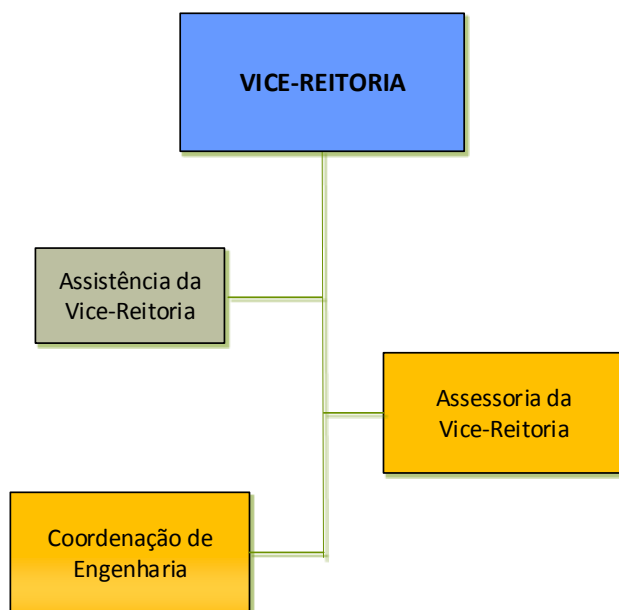 VICE-REITORIA
Assistência da
Vice-Reitoria
Assessoria da
Vice-Reitoria
Coordenação de
Engenharia